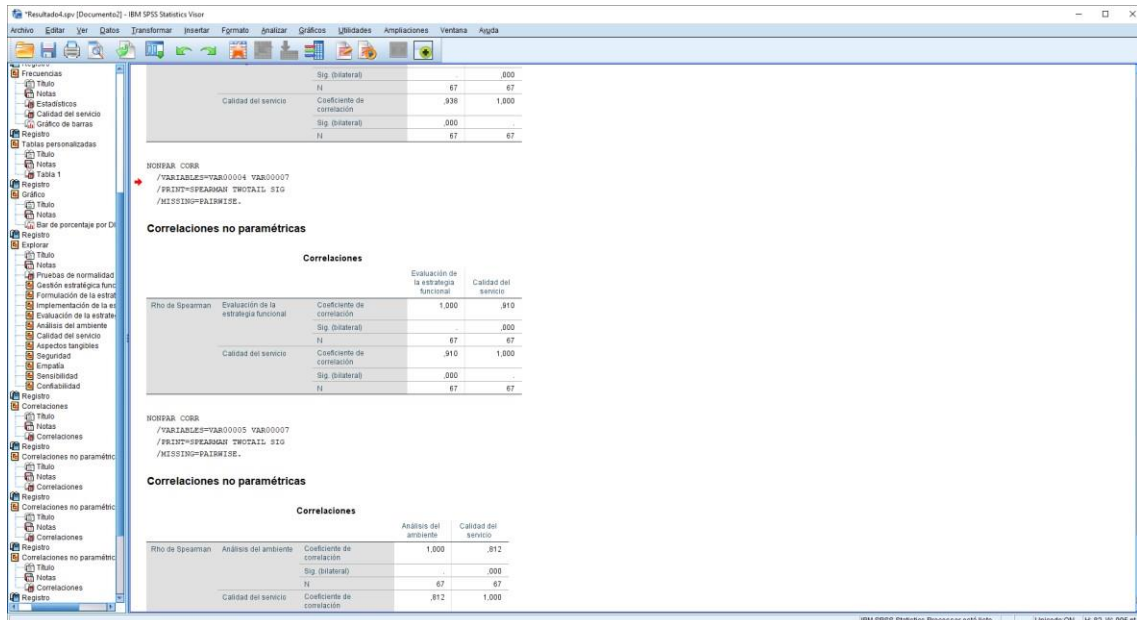 *Resultado4.spv [Documento2] - IBM SPSS Statistics Visor
Archivo Editar Ver Datos Transformar Insertar Formato Analizar Gráficos Utilidades Ampliaciones Ventana Ayuda
Registro
Frecuencias
Título
Notas
Estadísticos
Calidad del servicio
Gráfico de barras
Registro
Tablas personalizadas
Título
Notas
Tabla 1
Registro
Gráfico
Título
Notas
Bar de porcentaje por DI
Registro
Explorar
Título
Notas
Pruebas de normalidad
Gestión estratégica func
Formulación de la estrat
Implementación de la es
Evaluación de la estrate
Análisis del ambiente
Calidad del servicio
Aspectos tangibles
Seguridad
Empatía
Sensibilidad
Confiabilidad
Registro
Correlaciones
Título
Notas
Correlaciones
Registro
Correlaciones no paramétric
Título
Notas
Correlaciones
Registro
Correlaciones no paramétric
Título
Notas
Correlaciones
Registro
Correlaciones no paramétric
Título
Notas
Correlaciones
Registro
Sig. (bilateral) . ,000
N 67 67
Calidad del servicio Coeficiente de correlación ,938 1,000
Sig. (bilateral) ,000 .
N 67 67
NONPAR CORR
/VARIABLES=VAR00004 VAR00007
/PRINT=SPEARMAN TWOTAIL SIG
/MISSING=PAIRWISE.
Correlaciones no paramétricas
Correlaciones
Evaluación de la estrategia funcional Calidad del servicio
Rho de Spearman Evaluación de la estrategia funcional Coeficiente de correlación 1,000 ,910
Sig. (bilateral) . ,000
N 67 67
Calidad del servicio Coeficiente de correlación ,910 1,000
Sig. (bilateral) ,000 .
N 67 67
NONPAR CORR
/VARIABLES=VAR00005 VAR00007
/PRINT=SPEARMAN TWOTAIL SIG
/MISSING=PAIRWISE.
Correlaciones no paramétricas
Correlaciones
Análisis del ambiente Calidad del servicio
Rho de Spearman Análisis del ambiente Coeficiente de correlación 1,000 ,812
Sig. (bilateral) . ,000
N 67 67
Calidad del servicio Coeficiente de correlación ,812 1,000
IBM SPSS Statistics Processor está listo Unicode:ON